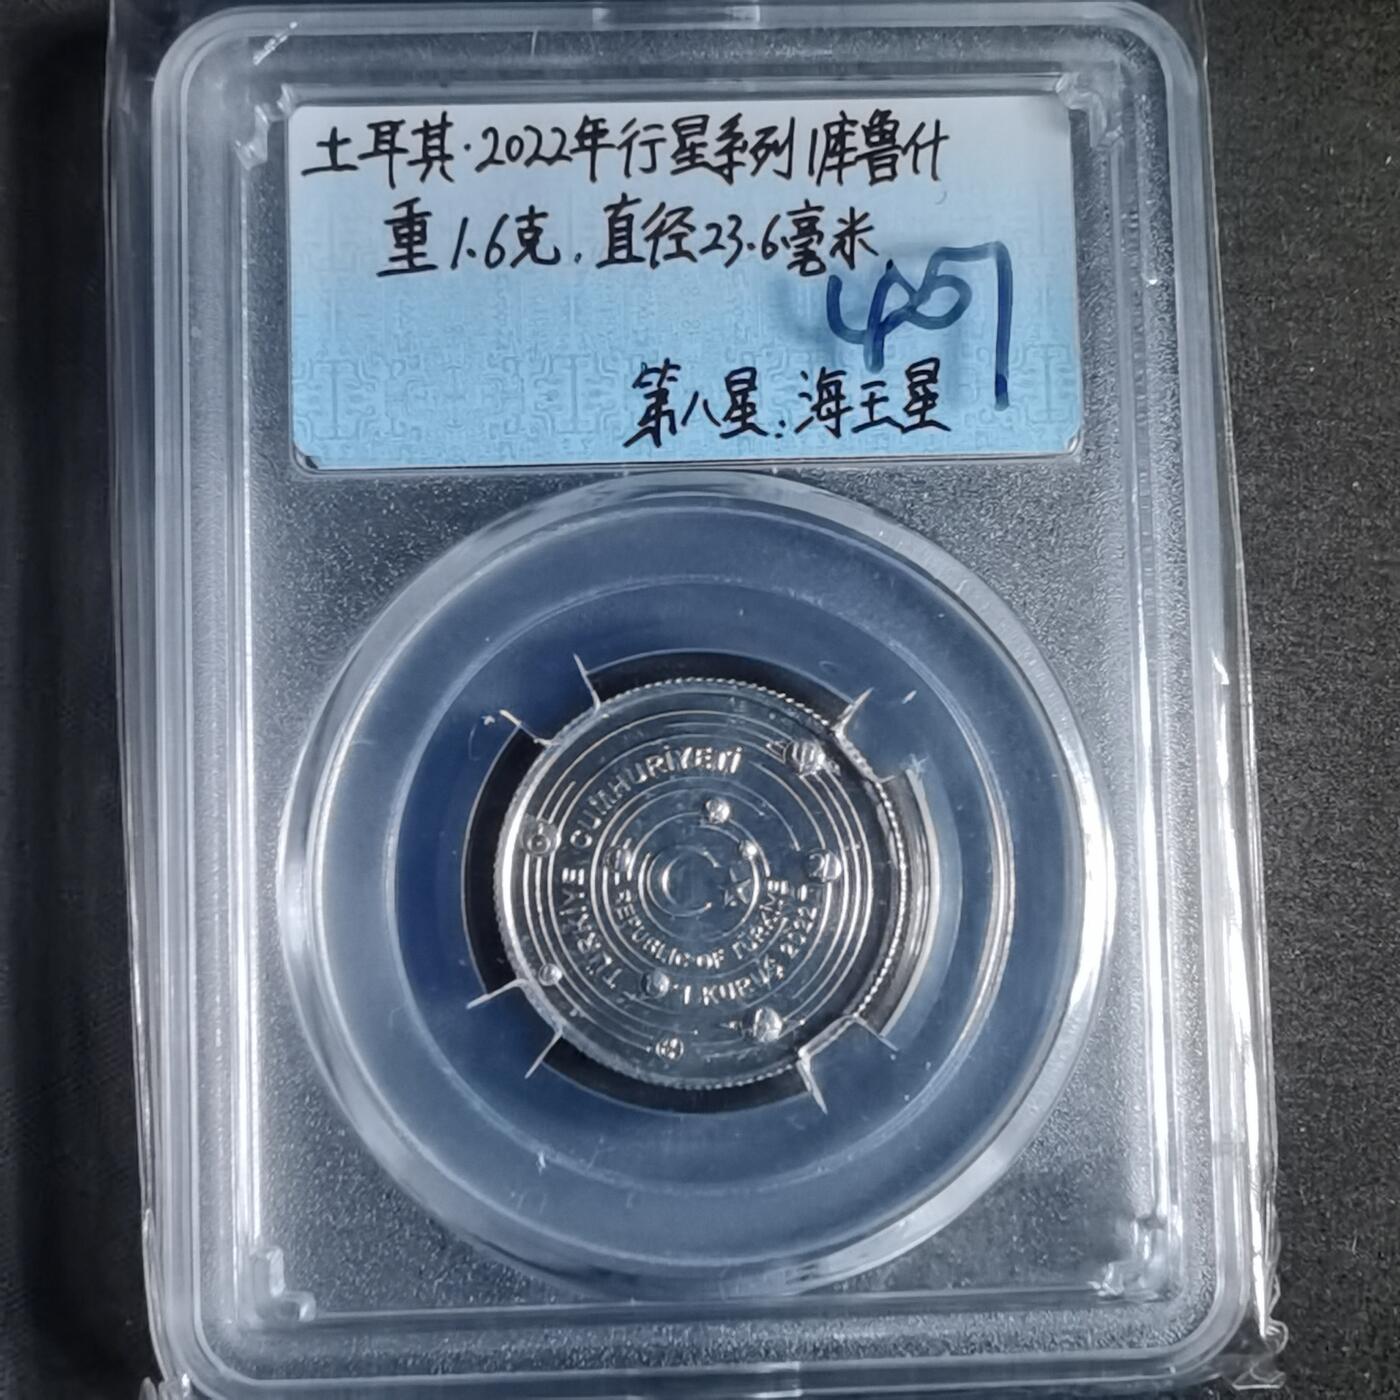 土耳其·2022年行星系列1库鲁什
重1.6克.直径23.6毫米.
第八星:海王星
TÜRKİYE CUMHURİYETİ
REPUBLIC OF TÜRKİYE
1 KURUŞ 2022